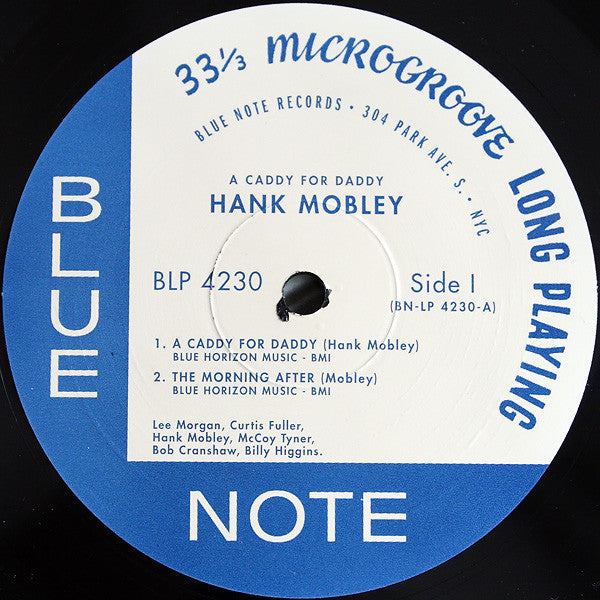 33⅓ MICROGROOVE LONG PLAYING
BLUE NOTE RECORDS • 304 PARK AVE. S. • NYC
A CADDY FOR DADDY
HANK MOBLEY
BLP 4230
Side I
(BN-LP 4230-A)
1. A CADDY FOR DADDY (Hank Mobley)
BLUE HORIZON MUSIC - BMI
2. THE MORNING AFTER (Mobley)
BLUE HORIZON MUSIC - BMI
Lee Morgan, Curtis Fuller,
Hank Mobley, McCoy Tyner,
Bob Cranshaw, Billy Higgins.
BLUE
NOTE